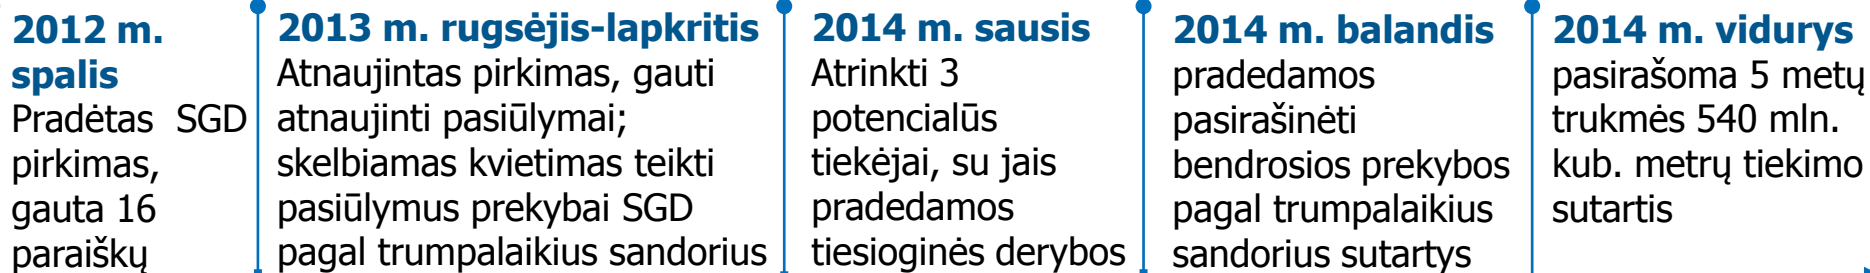 2012 m.
spalis
Pradėtas SGD
pirkimas,
gauta 16
paraiškų
2013 m. rugsėjis-lapkritis
Atnaujintas pirkimas, gauti
atnaujinti pasiūlymai;
skelbiamas kvietimas teikti
pasiūlymus prekybai SGD
pagal trumpalaikius sandorius
2014 m. sausis
Atrinkti 3
potencialūs
tiekėjai, su jais
pradedamos
tiesioginės derybos
2014 m. balandis
pradedamos
pasirašinėti
bendrosios prekybos
pagal trumpalaikius
sandorius sutartys
2014 m. vidurys
pasirašoma 5 metų
trukmės 540 mln.
kub. metrų tiekimo
sutartis